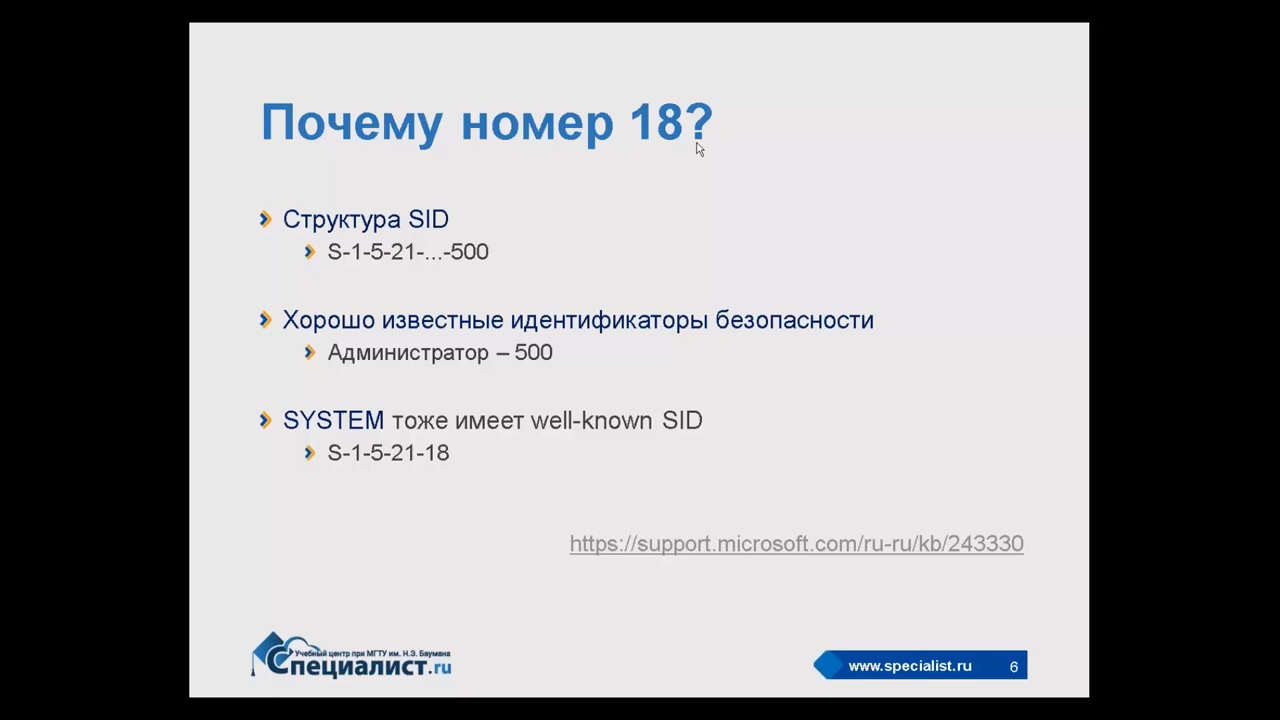 Почему номер 18?
Структура SID
S-1-5-21-...-500
Хорошо известные идентификаторы безопасности
Администратор – 500
SYSTEM тоже имеет well-known SID
S-1-5-21-18
https://support.microsoft.com/ru-ru/kb/243330
Учебный центр при МГТУ им. Н.Э. Баумана
Специалист.ru
www.specialist.ru 6